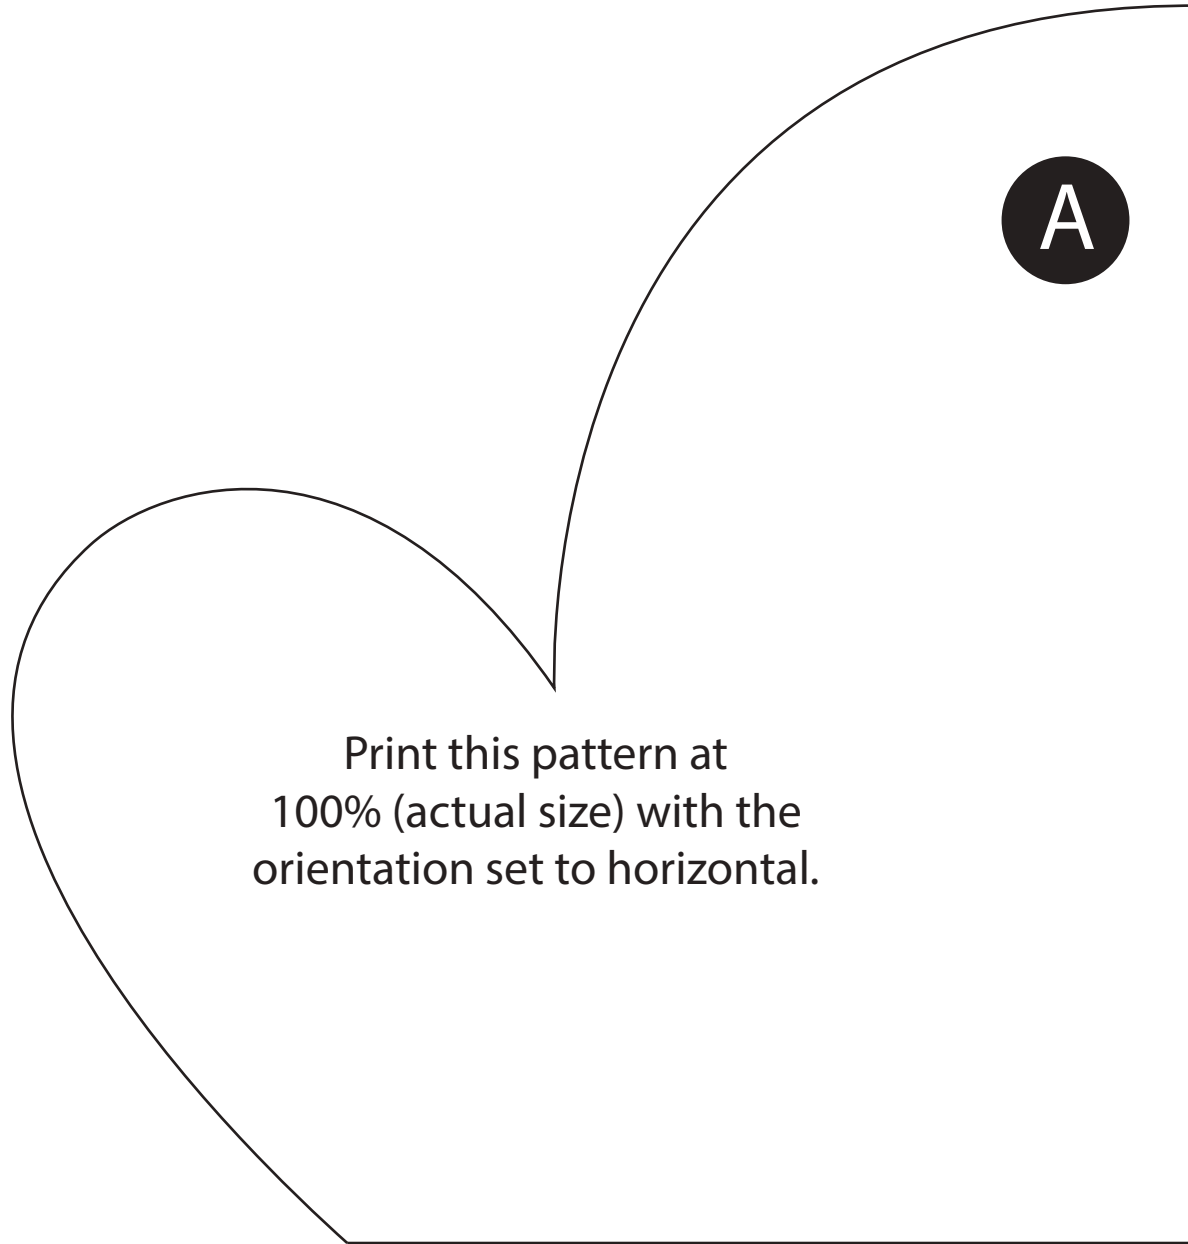 A
Print this pattern at
100% (actual size) with the
orientation set to horizontal.